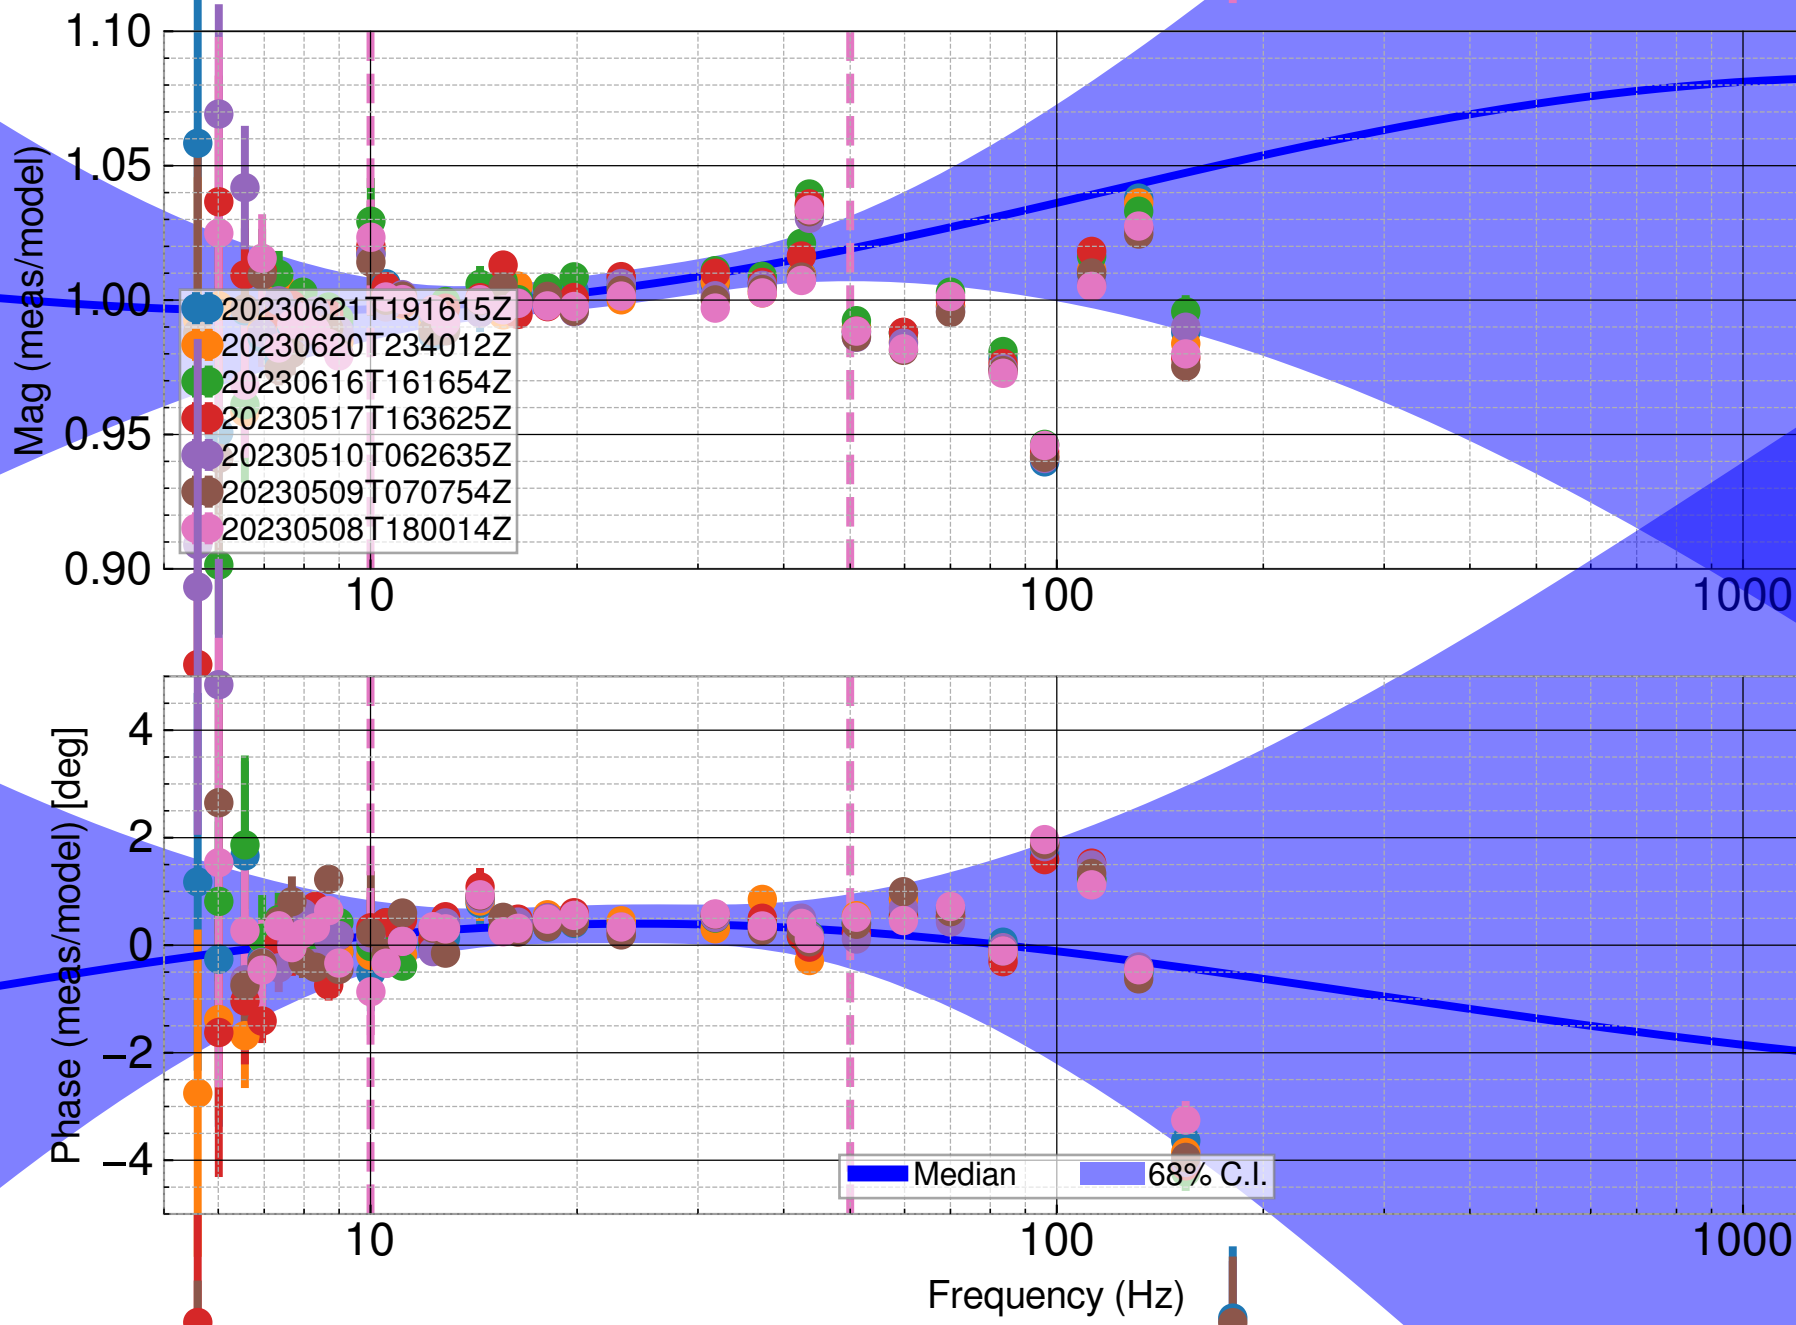 1.10
1.05
1.00
0.95
0.90
Mag (meas/model)
20230621T191615Z
20230620T234012Z
20230616T161654Z
20230517T163625Z
20230510T062635Z
20230509T070754Z
20230508T180014Z
10
100
1000
4
2
0
−2
−4
Phase (meas/model) [deg]
Median
68% C.I.
10
100
1000
Frequency (Hz)